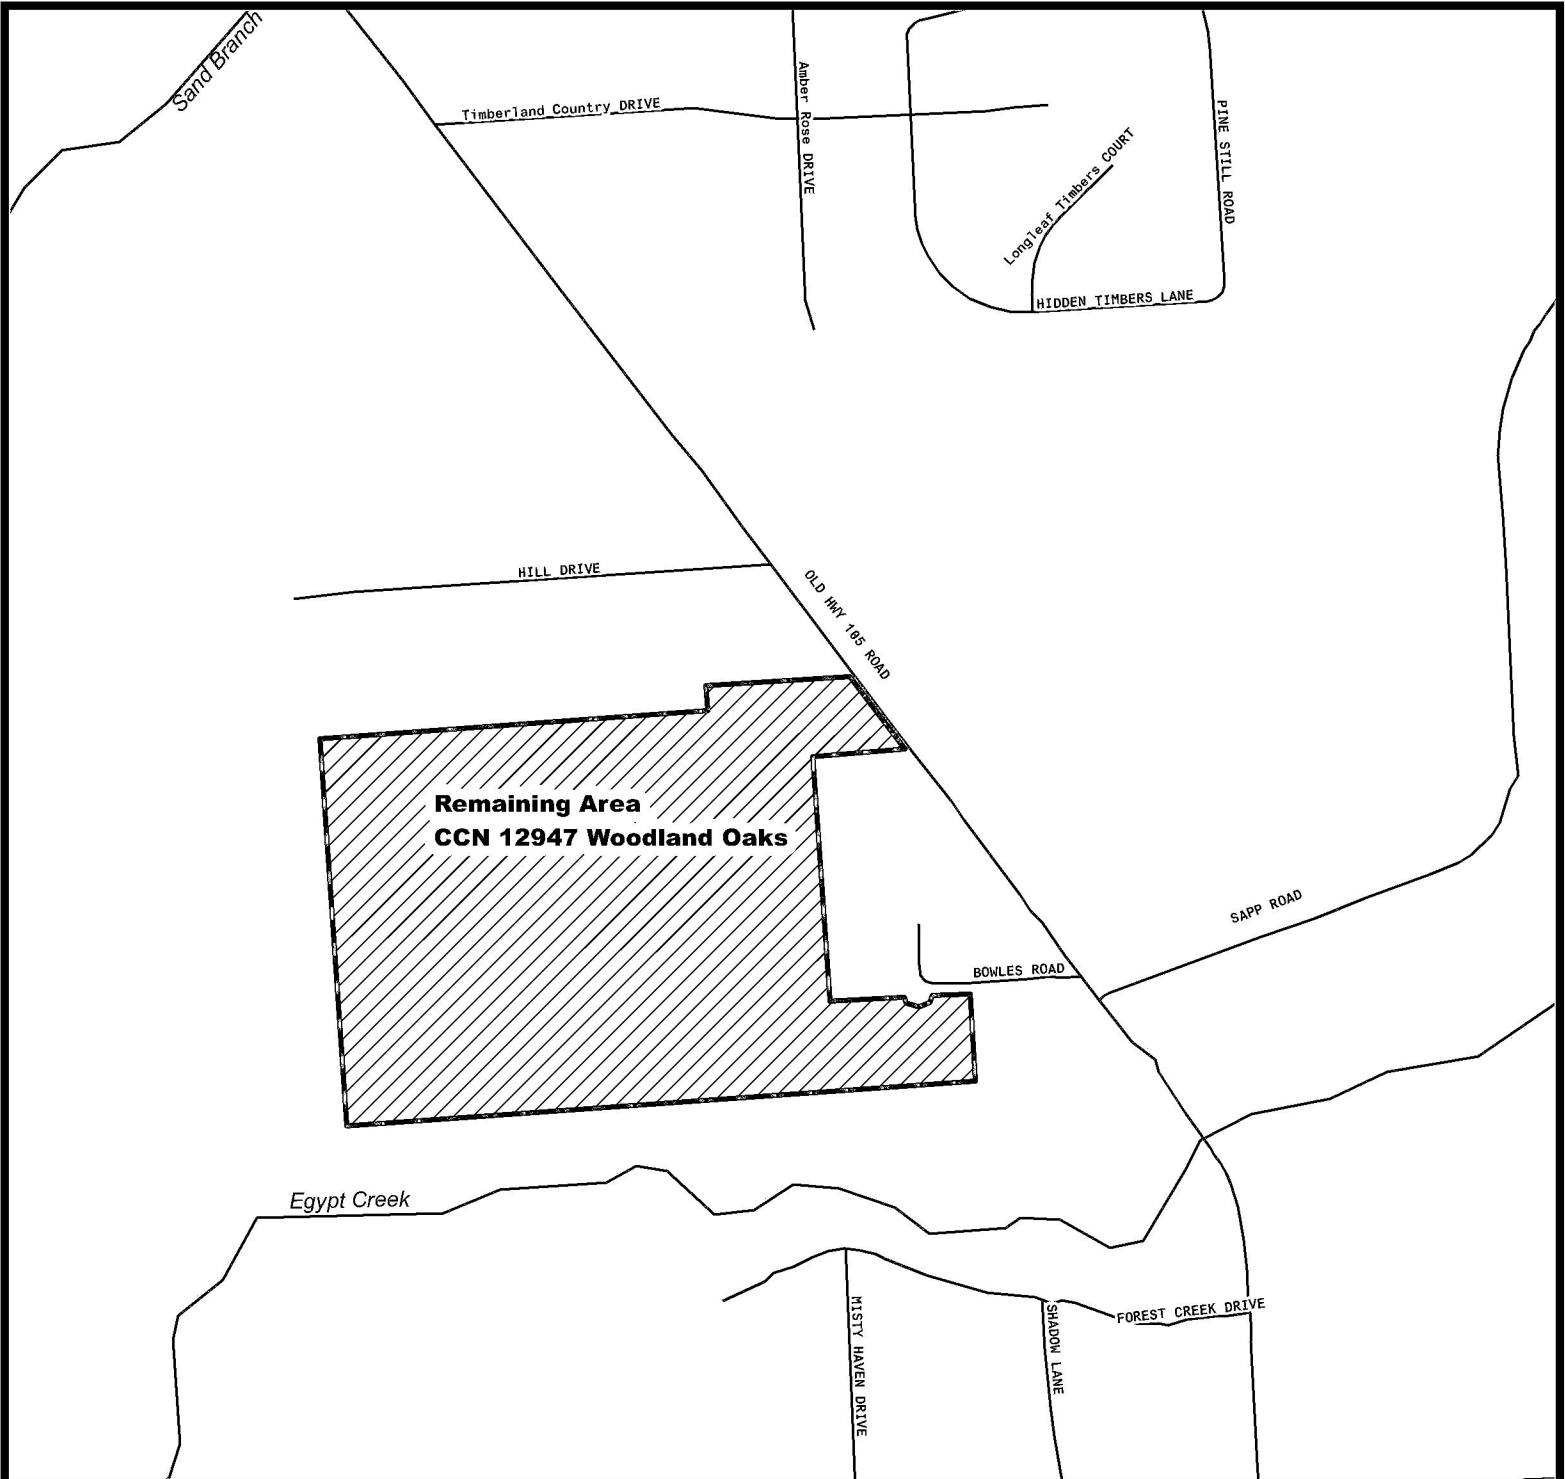 Sand Branch
Timberland Country DRIVE
Amber Rose DRIVE
PINE STILL ROAD
Longleaf Timbers COURT
HIDDEN TIMBERS LANE
HILL DRIVE
OLD HWY 105 ROAD
Remaining Area
CCN 12947 Woodland Oaks
SAPP ROAD
BOWLES ROAD
Egypt Creek
MISTY HAVEN DRIVE
SHADOW LANE
FOREST CREEK DRIVE